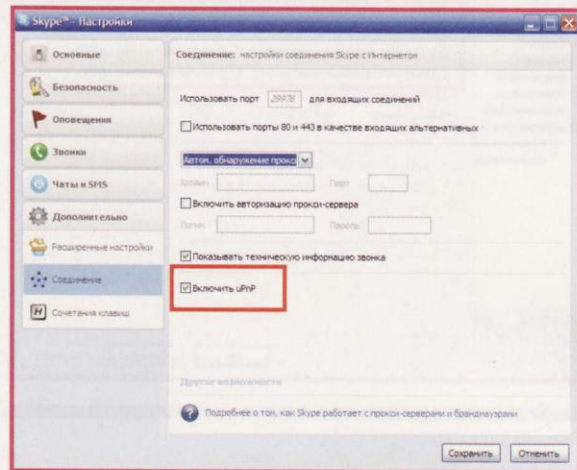 Skype™ - Настройки
Основные
Безопасность
Оповещения
Звонки
Чаты и SMS
Дополнительно
Расширенные настройки
Соединение
Сочетания клавиш
Соединение: настройки соединения Skype с Интернетом
Использовать порт 29976 для входящих соединений
Использовать порты 80 и 443 в качестве входящих альтернативных
Автом. обнаружение прокс
Порт
Включить авторизацию прокси-сервера
Логин Пароль
Показывать техническую информацию звонка
Включить uPnP
Другие возможности
Подробнее о том, как Skype работает с прокси-серверами и брандмауэрами
Сохранить Отменить